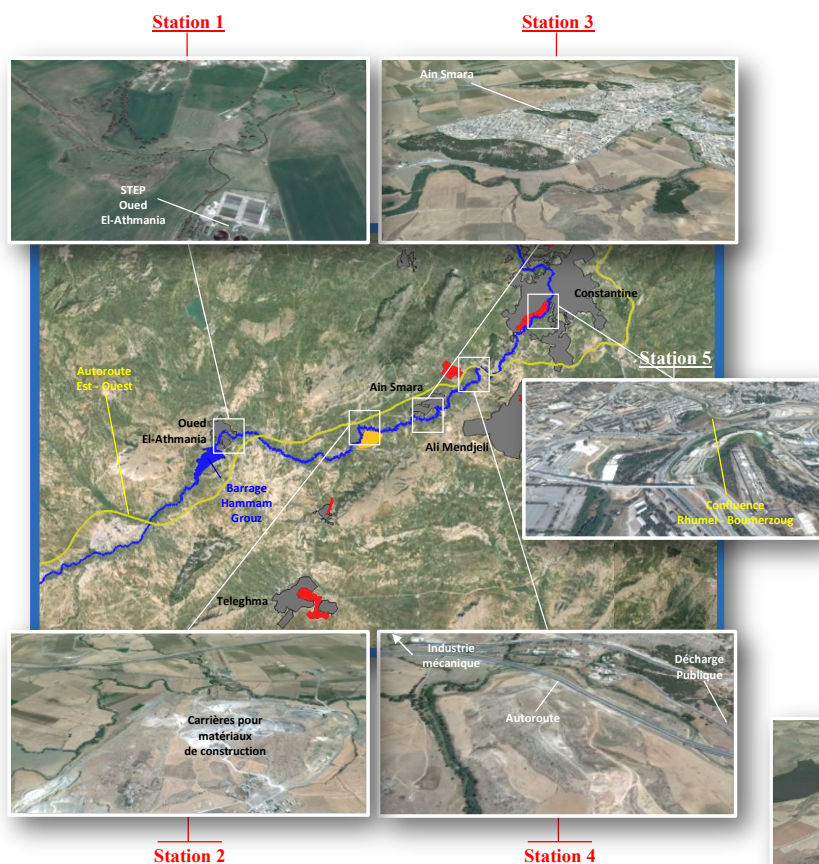 Station 1
Station 3
STEP
Oued
El-Athmania
Ain Smara
Constantine
Station 5
Autoroute
Est - Ouest
Ain Smara
Oued
El-Athmania
Ali Mendjeli
Barrage
Hammam
Grouz
Confluence
Rhumel - Boumerzoug
Teleghma
Carrières pour
matériaux
de construction
Industrie
mécanique
Autoroute
Décharge
Publique
Station 2
Station 4